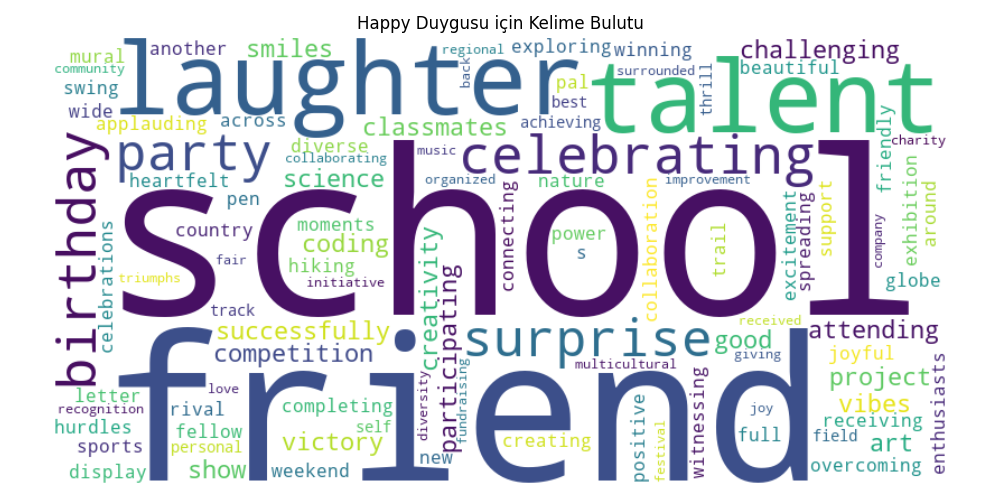 Happy Duygusu için Kelime Bulutu
mural
another
smiles
regional
exploring
winning
challenging
community
laughter
back
pal
surrounded
thrill
beautiful
swing
best
talent
wide
applauding
across
classmates
achieving
friendly
charity
birthday
party
diverse
collaborating
music
celebrating
heartfelt
science
organized
nature
improvement
pen
school
connecting
collaboration
excitement
spreading
support
exhibition
around
country
moments
coding
power
s
trail
company
celebrations
fair
hiking
triumphs
initiative
globe
creativity
participating
track
successfully
surprise
received
good
attending
competition
multicultural
giving
joyful
friend
project
letter
love
diversity
fundraising
witnessing
enthusiasts
recognition
rival
completing
positive
festival
joy
vibes
hurdles
fellow
self
full
field
receiving
sports
personal
victory
new
creating
art
display
show
weekend
overcoming